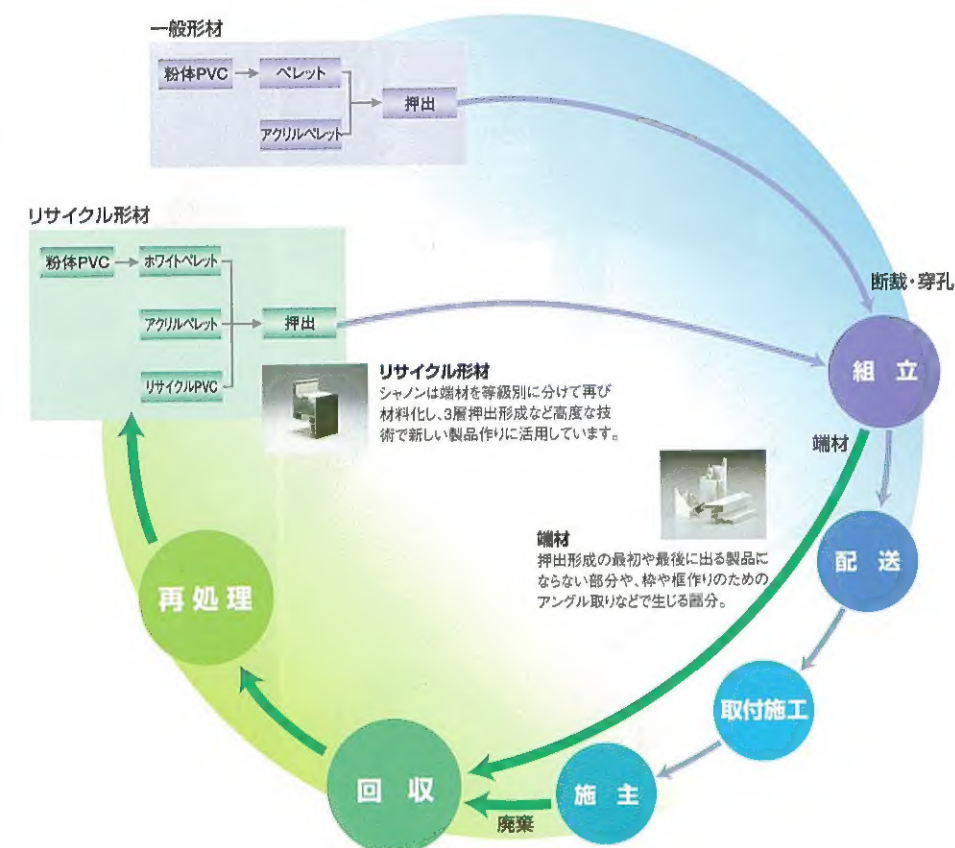 一般形材
粉体PVC
ペレット
アクリルペレット
押出
リサイクル形材
粉体PVC
ホワイトペレット
アクリルペレット
リサイクルPVC
押出
断裁・穿孔
組立
リサイクル形材
シャノンは端材を等級別に分けて再び
材料化し、3層押出形成など高度な技
術で新しい製品作りに活用しています。
端材
端材
押出形成の最初や最後に出る製品に
ならない部分や、枠や框作りのための
アングル取りなどで生じる部分。
配送
再処理
取付施工
回収
施主
廃棄